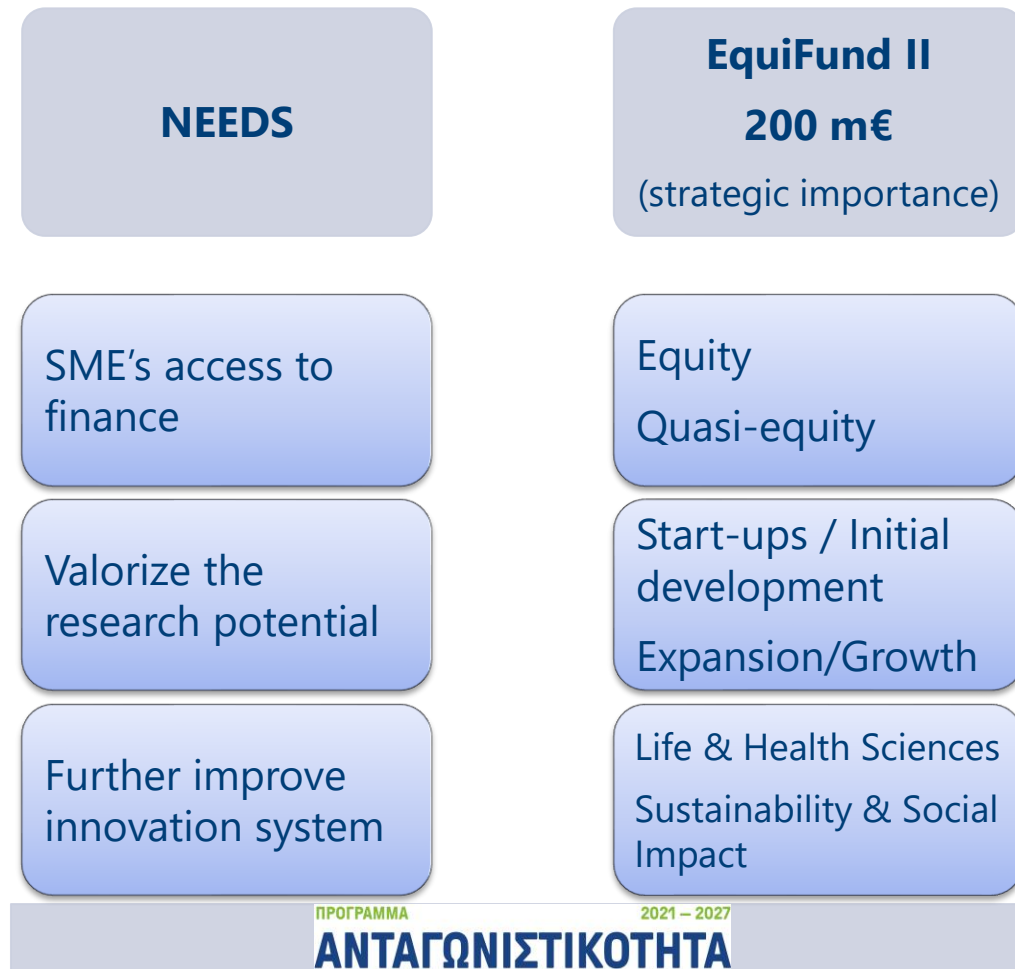 NEEDS
EquiFund II
200 m€
(strategic importance)
SME’s access to
finance
Equity
Quasi-equity
Valorize the
research potential
Start-ups / Initial
development
Expansion/Growth
Further improve
innovation system
Life & Health Sciences
Sustainability & Social
Impact
ΠΡΟΓΡΑΜΜΑ 2021 – 2027
ΑΝΤΑΓΩΝΙΣΤΙΚΟΤΗΤΑ